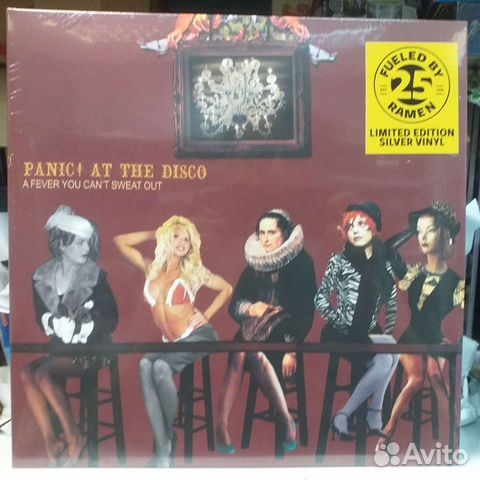 FUELED BY
25
RAMEN
LIMITED EDITION
SILVER VINYL
PANIC! AT THE DISCO
A FEVER YOU CAN'T SWEAT OUT
Avito